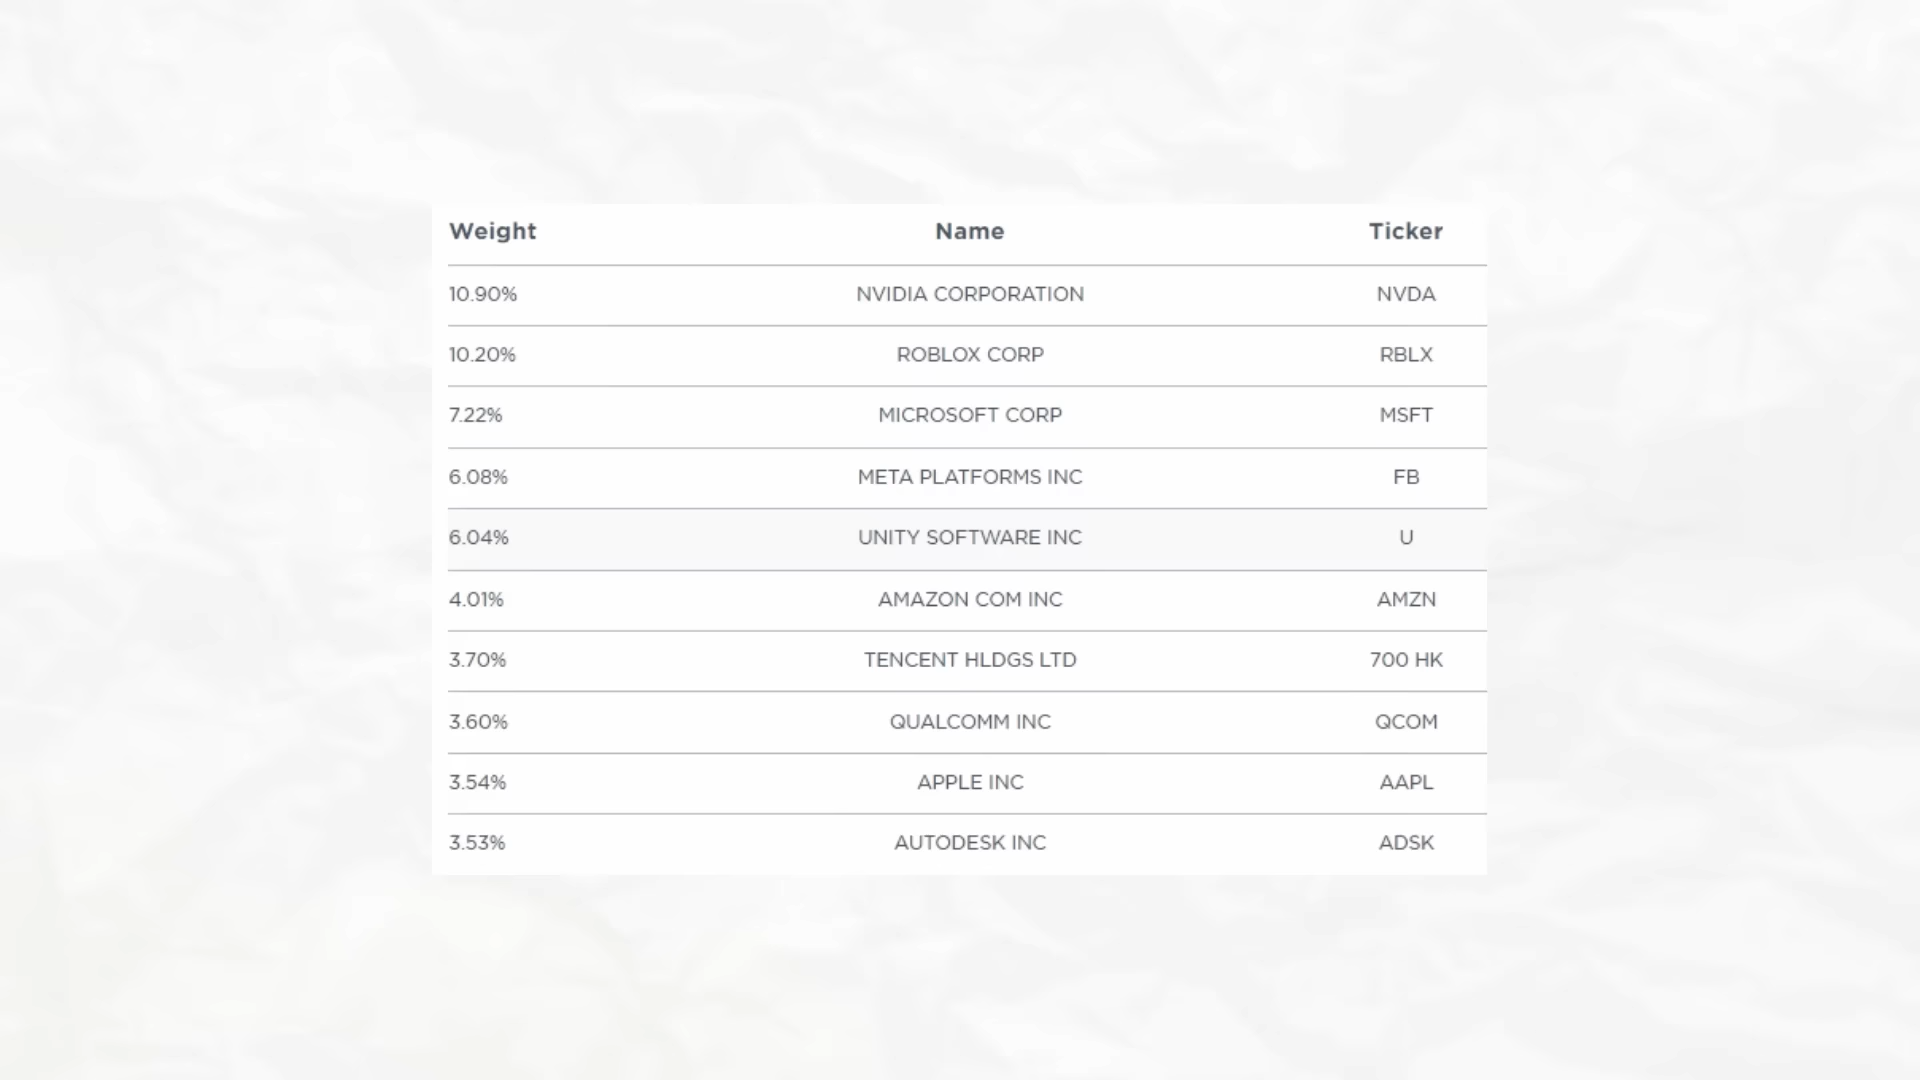 Weight Name Ticker
10.90% NVIDIA CORPORATION NVDA
10.20% ROBLOX CORP RBLX
7.22% MICROSOFT CORP MSFT
6.08% META PLATFORMS INC FB
6.04% UNITY SOFTWARE INC U
4.01% AMAZON COM INC AMZN
3.70% TENCENT HLDGS LTD 700 HK
3.60% QUALCOMM INC QCOM
3.54% APPLE INC AAPL
3.53% AUTODESK INC ADSK